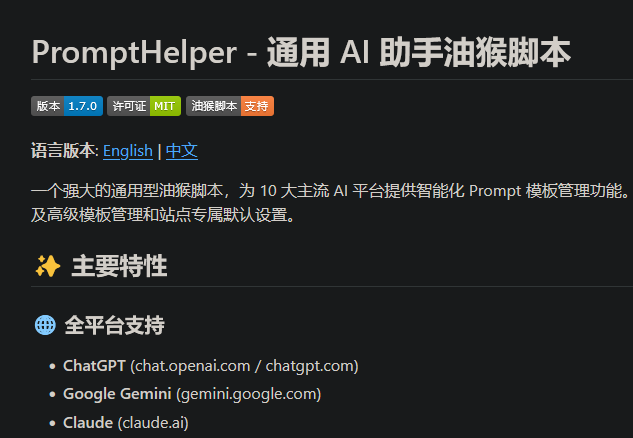 PromptHelper - 通用 AI 助手油猴脚本
版本 1.7.0 许可证 MIT 油猴脚本 支持
语言版本: English | 中文
一个强大的通用型油猴脚本，为 10 大主流 AI 平台提供智能化 Prompt 模板管理功能。
及高级模板管理和站点专属默认设置。
✨ 主要特性
🌐 全平台支持
• ChatGPT (chat.openai.com / chatgpt.com)
• Google Gemini (gemini.google.com)
• Claude (claude.ai)